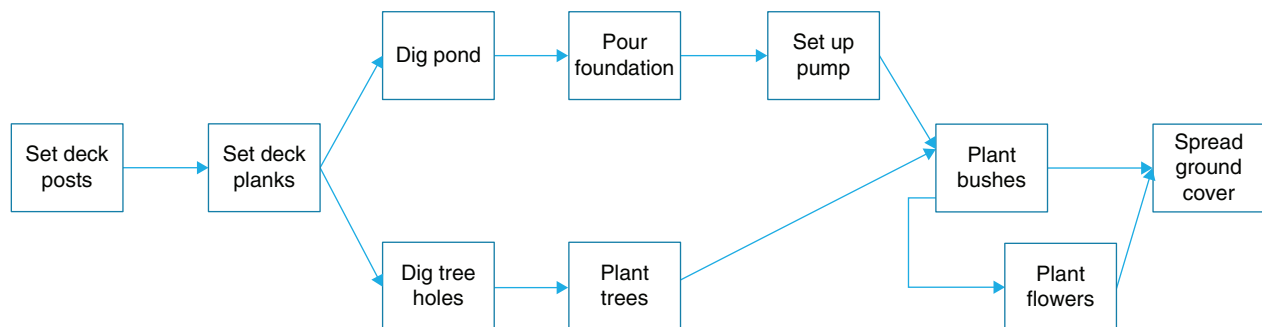 Dig pond
Pour
foundation
Set up
pump
Set deck
posts
Set deck
planks
Plant
bushes
Spread
ground
cover
Dig tree
holes
Plant
trees
Plant
flowers